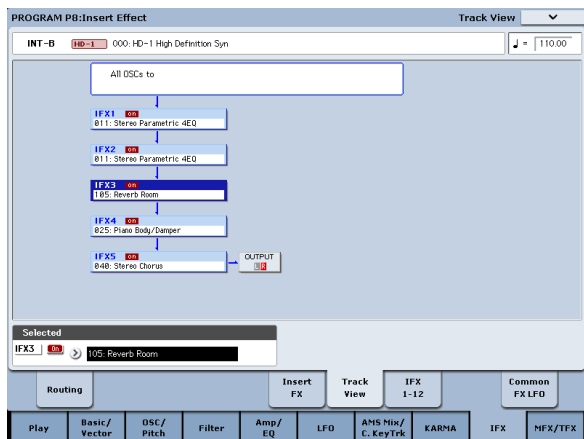 PROGRAM P8:Insert Effect Track View
INT-B HD-1 000: HD-1 High Definition Syn ♩= 110.00
All OSCs to
IFX1 on
011: Stereo Parametric 4EQ
IFX2 on
011: Stereo Parametric 4EQ
IFX3 on
105: Reverb Room
IFX4 on
025: Piano Body/Damper
IFX5 on
040: Stereo Chorus
OUTPUT
L R
Selected
IFX3 On 105: Reverb Room
Routing Insert FX Track View IFX 1-12 Common FX LFO
Play Basic/Vector OSC/Pitch Filter Amp/EQ LFO AMS Mix/C.KeyTrk KARMA IFX MFX/TFX